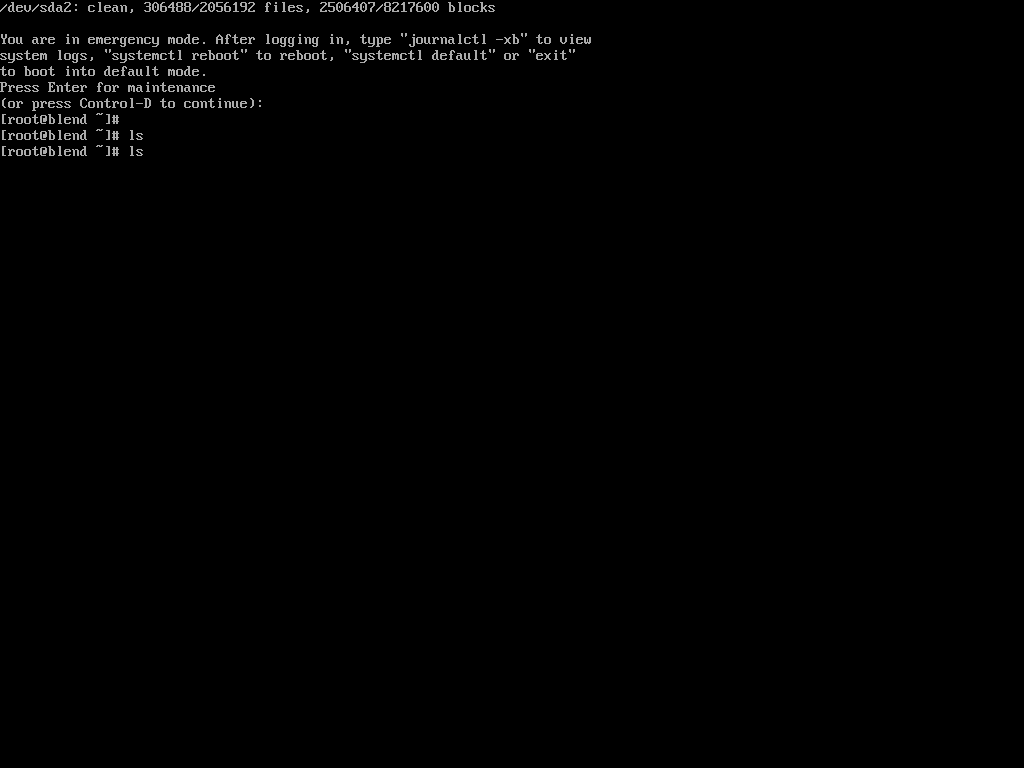 /dev/sda2: clean, 306488/2056192 files, 2506407/8217600 blocks
You are in emergency mode. After logging in, type "journalctl -xb" to view
system logs, "systemctl reboot" to reboot, "systemctl default" or "exit"
to boot into default mode.
Press Enter for maintenance
(or press Control-D to continue):
[root@blend ~]#
[root@blend ~]# ls
[root@blend ~]# ls